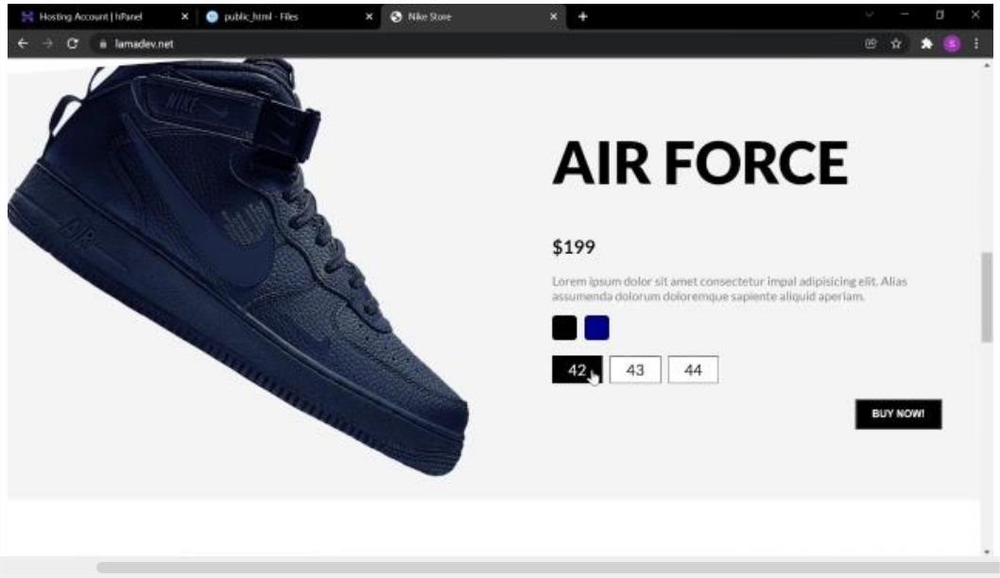 Hosting Account | hPanel
public_html - Files
Nike Store
lamadev.net
NIKE
AIR
AIR FORCE
$199
Lorem ipsum dolor sit amet consectetur impal adipisicing elit. Alias
assumenda dolorum doloremque sapiente aliquid aperiam.
42 43 44
BUY NOW!